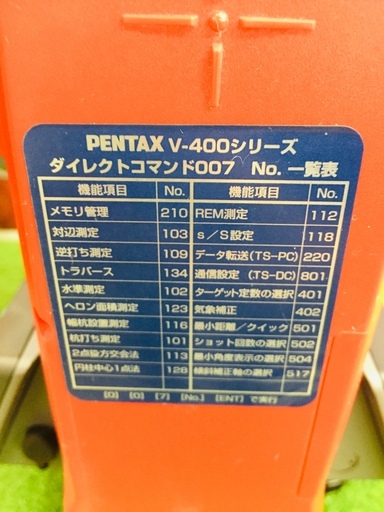 PENTAX V-400シリーズ
ダイレクトコマンド007 No. 一覧表
機能項目 No. 機能項目 No.
メモリ管理 210 REM測定 112
対辺測定 103 s/S設定 118
逆打ち測定 109 データ転送(TS-PC) 220
トラバース 134 通信設定 (TS-DC) 801
水準測定 102 ターゲット定数の選択 401
ヘロン面積測定 123 気象補正 402
幅杭設置測定 116 最小距離/クイック 501
杭打ち測定 101 ショット回数の選択 502
2点後方交会法 113 最小角度表示の選択 504
円柱中心1点法 128 傾斜補正軸の選択 517
[0] [0] [7] [No.] [ENT] で実行